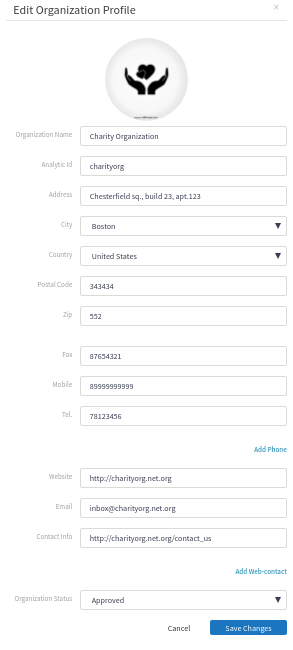 Edit Organization Profile ×
Organization Name Charity Organization
Analytic Id charityorg
Address Chesterfield sq., build 23, apt.123
City Boston
Country United States
Postal Code 343434
Zip 552
Fax 87654321
Mobile 89999999999
Tel. 78123456
Add Phone
Website http://charityorg.net.org
Email inbox@charityorg.net.org
Contact Info http://charityorg.net.org/contact_us
Add Web-contact
Organization Status Approved
Cancel Save Changes